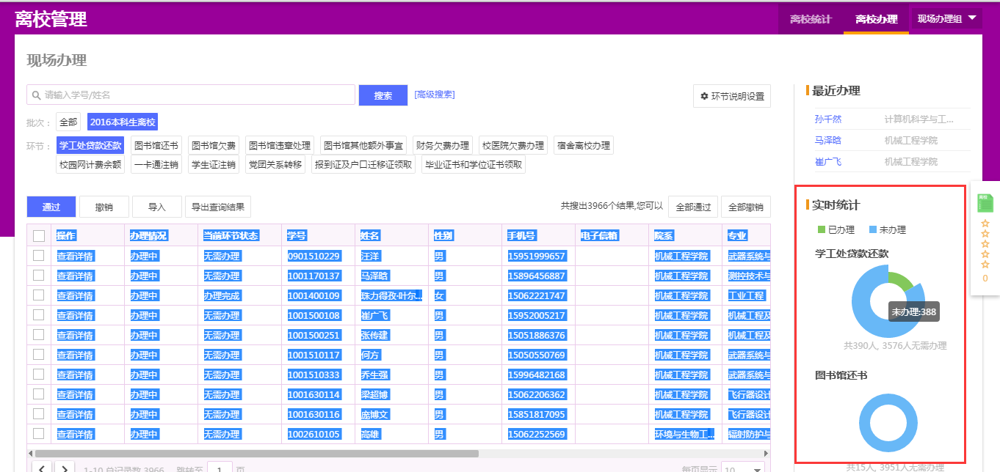 离校管理
离校统计 离校办理 现场办理组
现场办理
请输入学号/姓名 搜索 [高级搜索] 环节说明设置
批次： 全部 2016本科生离校
环节： 学工处贷款还款 图书馆还书 图书馆欠费 图书馆违章处理 图书馆其他额外事宜 财务欠费办理 校医院欠费办理 宿舍离校办理
校园网计费余额 一卡通注销 学生证注销 党团关系转移 报到证及户口迁移证领取 毕业证书和学位证书领取
通过 撤销 导入 导出查询结果 共搜出3966个结果,您可以 全部通过 全部撤销
操作 办理情况 当前环节状态 学号 姓名 性别 手机号 电子信箱 院系 专业
查看详情 办理中 无需办理 0901510229 汪洋 男 15951999657 机械工程学院 武器系统与
查看详情 办理中 无需办理 1001170137 马泽晗 男 15896456887 机械工程学院 测控技术与
查看详情 办理中 办理完成 1001400109 珠力得孜·叶尔... 女 15062221747 机械工程学院 工业工程
查看详情 办理中 无需办理 1001500108 崔广飞 男 15952005217 机械工程学院 机械工程及
查看详情 办理中 无需办理 1001500251 张传建 男 15051886376 机械工程学院 机械工程及
查看详情 办理中 无需办理 1001510117 何方 男 15050550769 机械工程学院 武器系统与
查看详情 办理中 无需办理 1001510333 乔生强 男 15996482168 机械工程学院 武器系统与
查看详情 办理中 无需办理 1001630114 梁超博 男 15062206362 机械工程学院 飞行器设计
查看详情 办理中 无需办理 1001630116 庞博文 男 15851817095 机械工程学院 飞行器设计
查看详情 办理中 无需办理 1002610105 高雄 男 15062252569 环境与生物工... 辐射防护与
1-10 总记录数 3966 跳转至 1 页 每页显示 10
最近办理
孙千然 计算机科学与工...
马泽晗 机械工程学院
崔广飞 机械工程学院
实时统计
已办理 未办理
学工处贷款还款
未办理:388
共390人, 3576人无需办理
图书馆还书
共15人, 3951人无需办理
离校
0